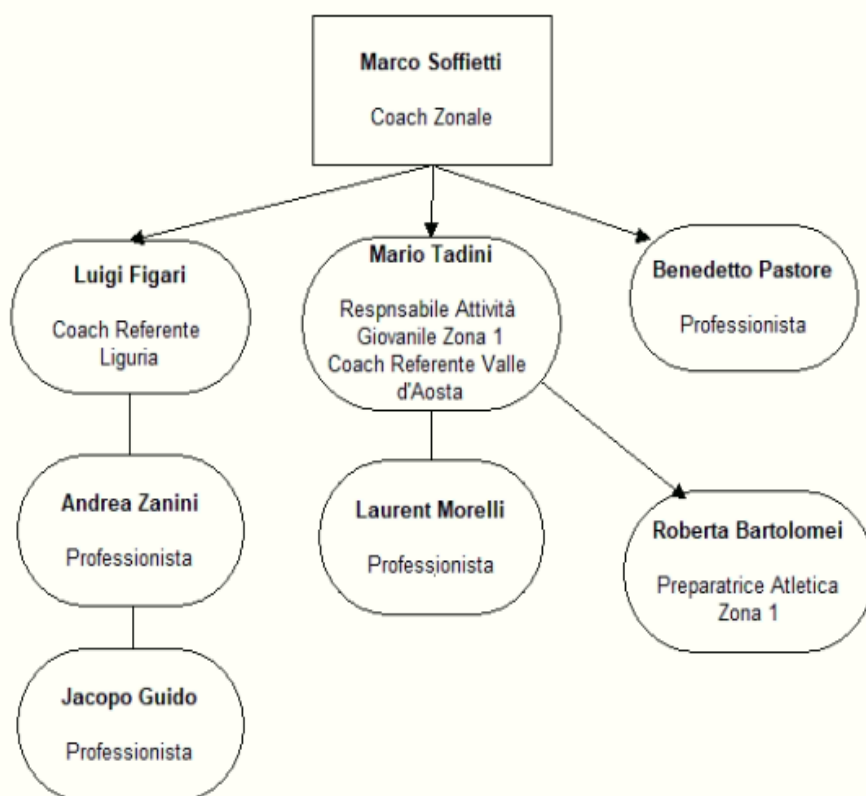 Marco Soffietti
Coach Zonale
Luigi Figari
Coach Referente
Liguria
Mario Tadini
Respnsabile Attività
Giovanile Zona 1
Coach Referente Valle
d'Aosta
Benedetto Pastore
Professionista
Andrea Zanini
Professionista
Laurent Morelli
Professionista
Roberta Bartolomei
Preparatrice Atletica
Zona 1
Jacopo Guido
Professionista